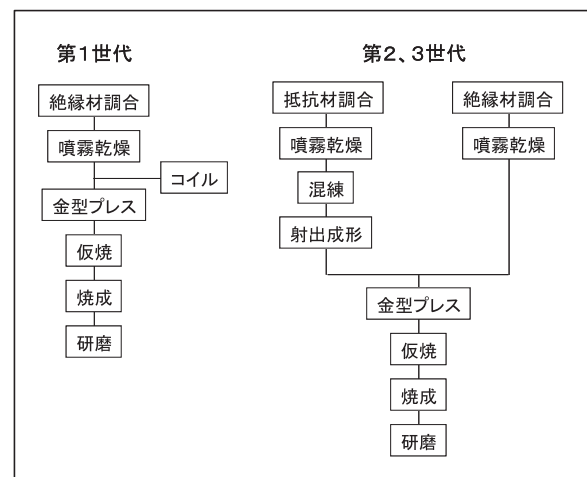 第1世代
絶縁材調合
噴霧乾燥
コイル
金型プレス
仮焼
焼成
研磨
第2、3世代
抵抗材調合
噴霧乾燥
混練
射出成形
絶縁材調合
噴霧乾燥
金型プレス
仮焼
焼成
研磨